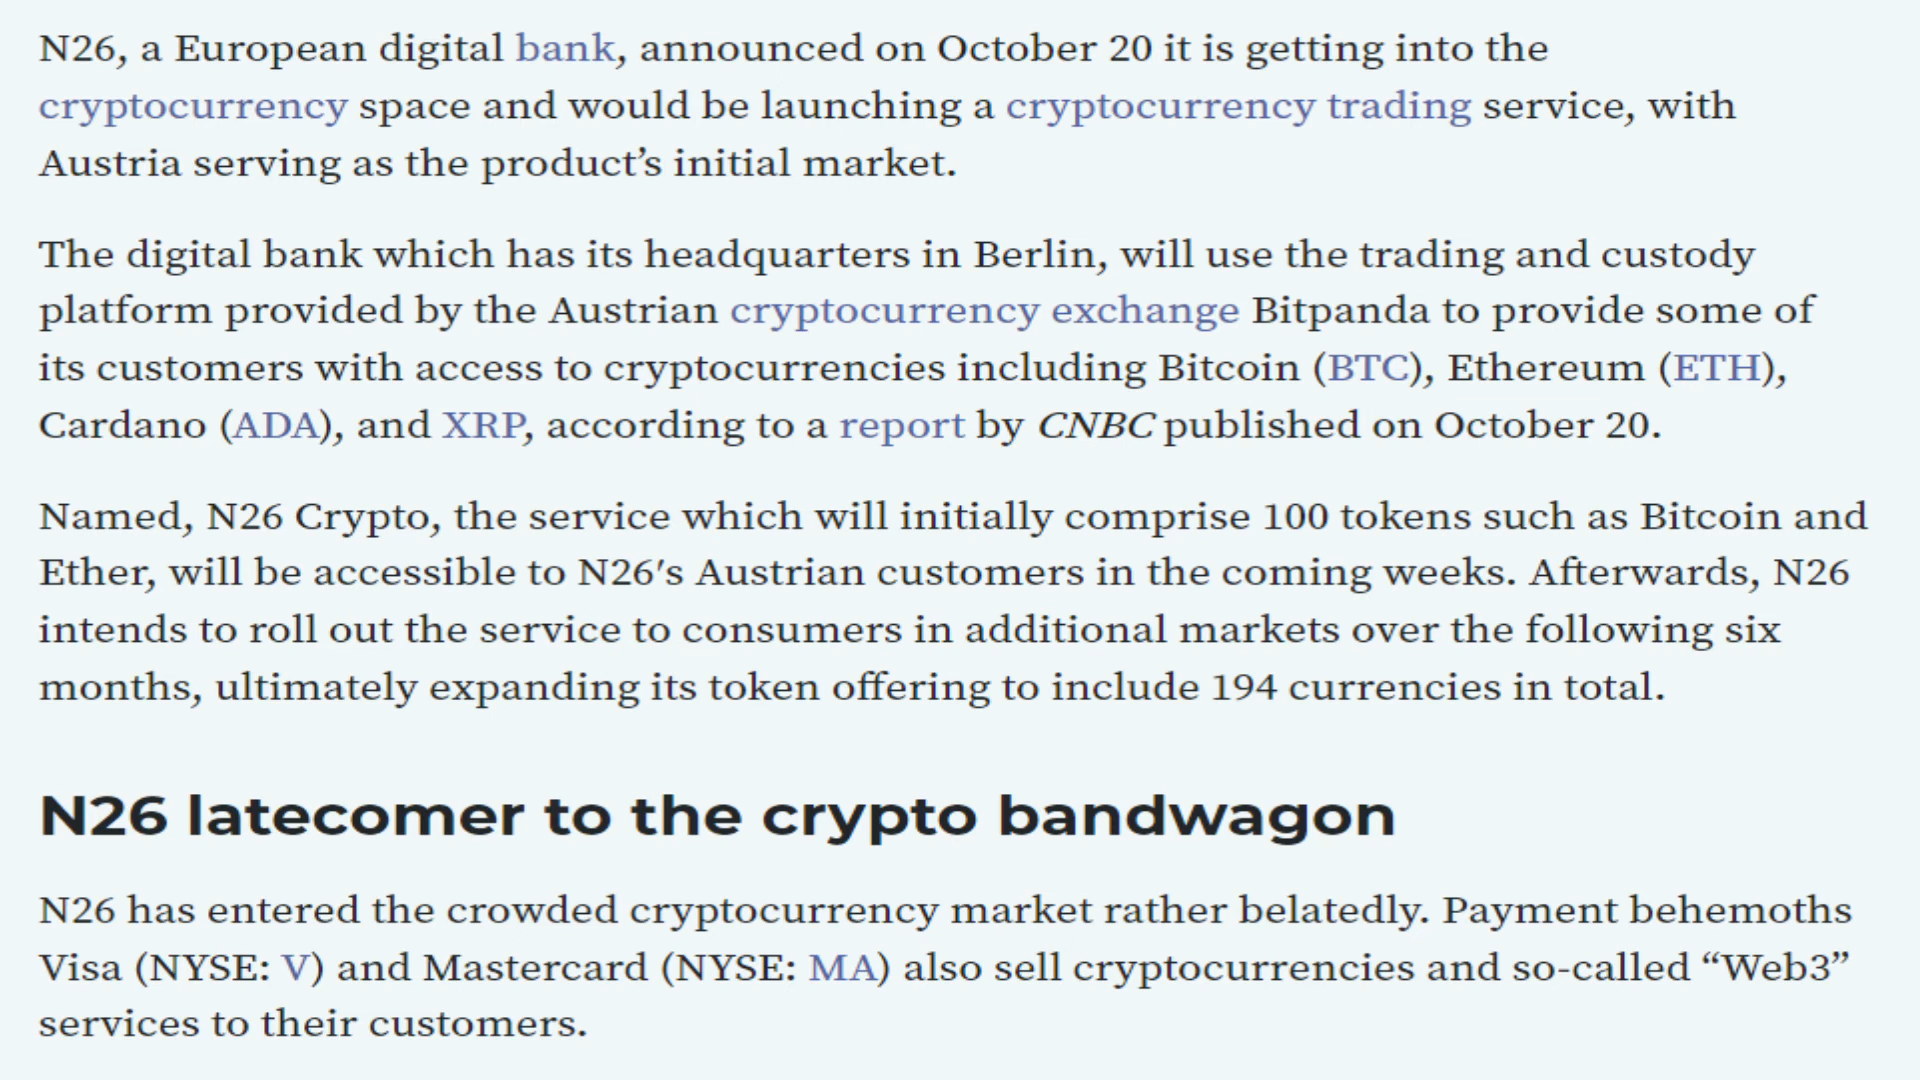 N26, a European digital bank, announced on October 20 it is getting into the
cryptocurrency space and would be launching a cryptocurrency trading service, with
Austria serving as the product’s initial market.
The digital bank which has its headquarters in Berlin, will use the trading and custody
platform provided by the Austrian cryptocurrency exchange Bitpanda to provide some of
its customers with access to cryptocurrencies including Bitcoin (BTC), Ethereum (ETH),
Cardano (ADA), and XRP, according to a report by CNBC published on October 20.
Named, N26 Crypto, the service which will initially comprise 100 tokens such as Bitcoin and
Ether, will be accessible to N26′s Austrian customers in the coming weeks. Afterwards, N26
intends to roll out the service to consumers in additional markets over the following six
months, ultimately expanding its token offering to include 194 currencies in total.
N26 latecomer to the crypto bandwagon
N26 has entered the crowded cryptocurrency market rather belatedly. Payment behemoths
Visa (NYSE: V) and Mastercard (NYSE: MA) also sell cryptocurrencies and so-called “Web3”
services to their customers.